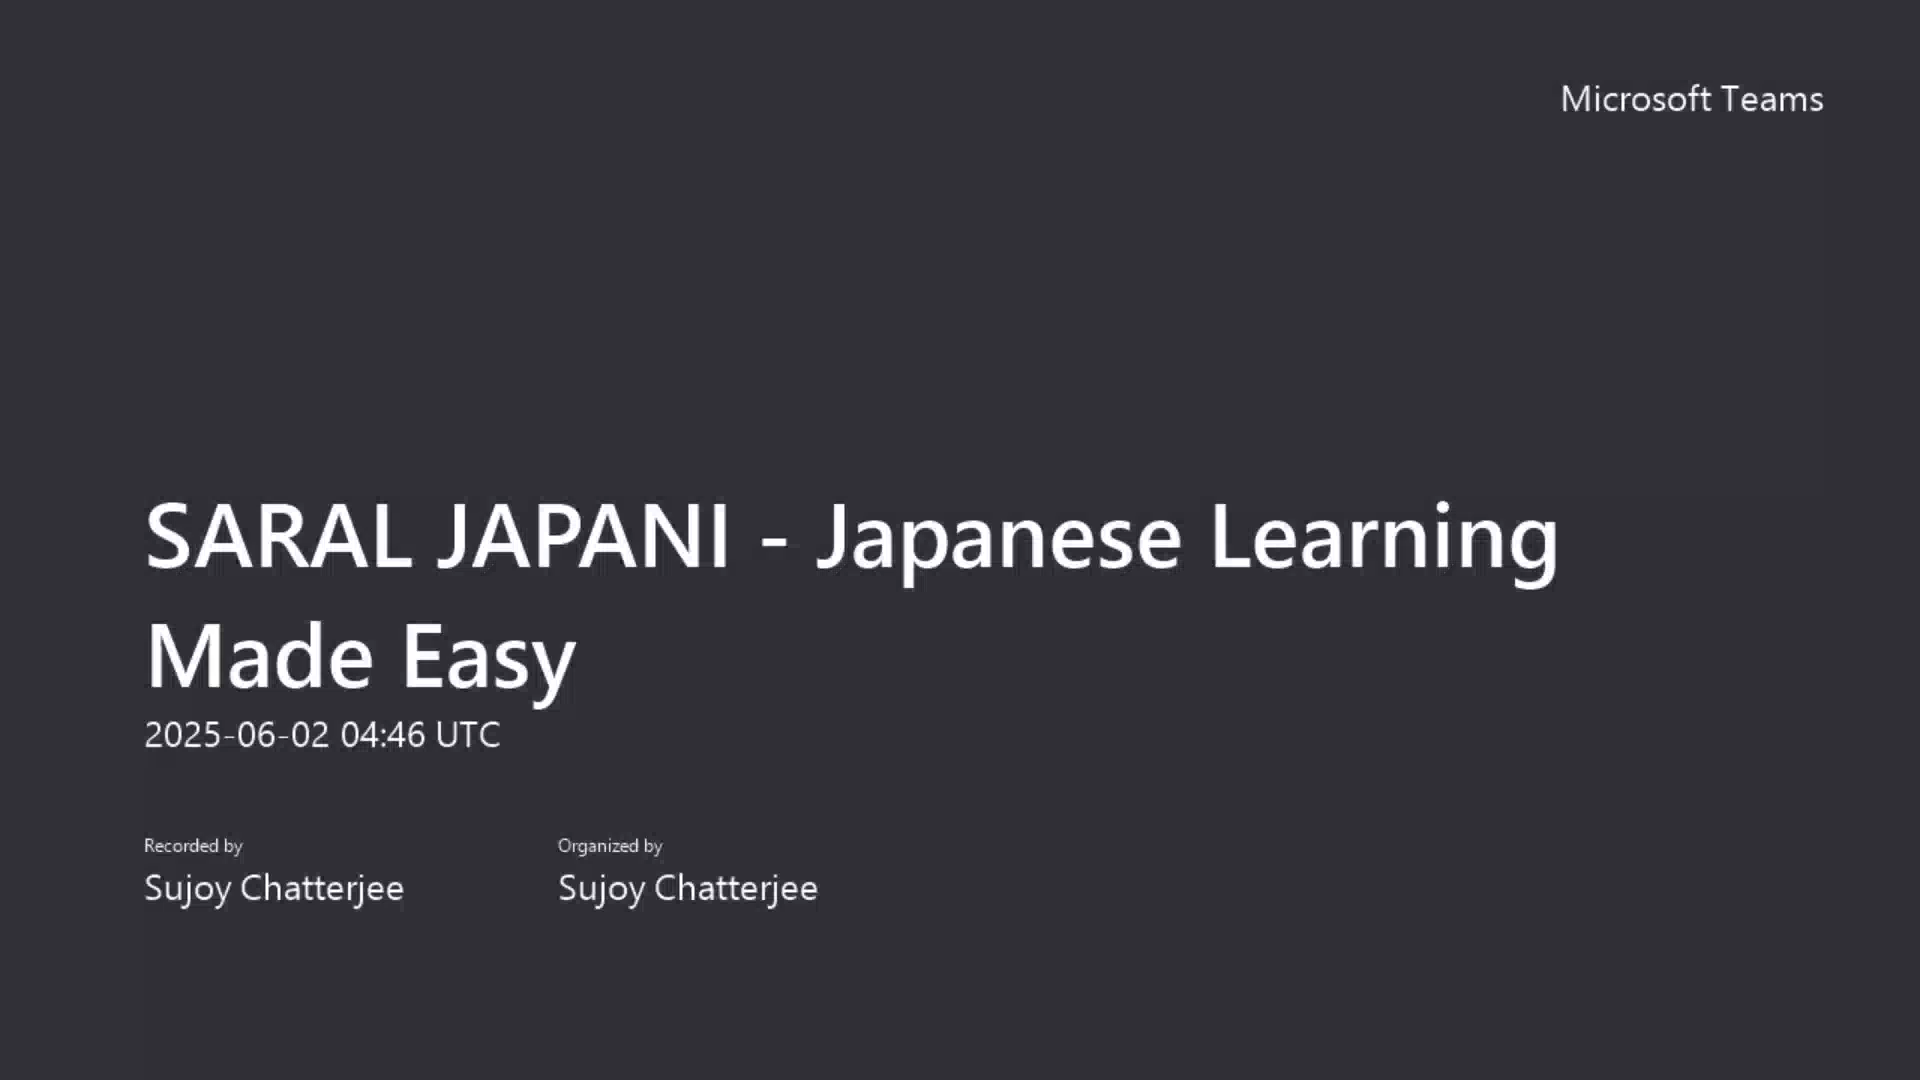 Microsoft Teams
SARAL JAPANI - Japanese Learning
Made Easy
2025-06-02 04:46 UTC
Recorded by
Sujoy Chatterjee
Organized by
Sujoy Chatterjee